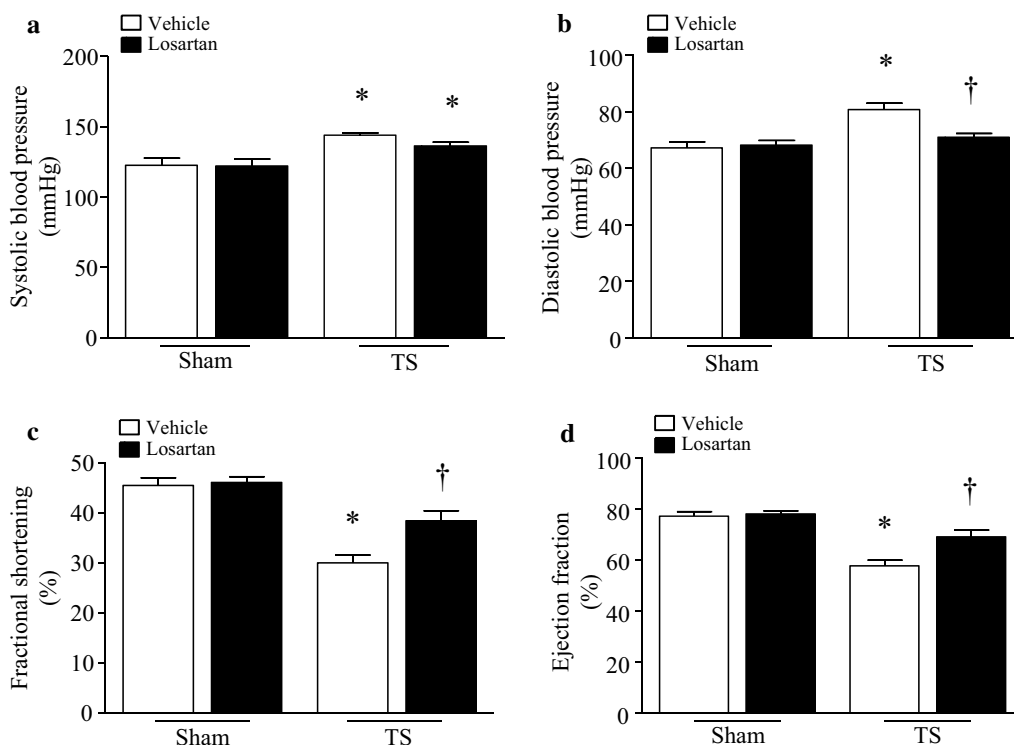 a
Vehicle
Losartan
Systolic blood pressure
(mmHg)
200
150
100
50
0
*
*
Sham
TS
b
Vehicle
Losartan
Diastolic blood pressure
(mmHg)
100
80
60
40
20
0
*
†
Sham
TS
c
Vehicle
Losartan
Fractional shortening
(%)
50
40
30
20
10
0
*
†
Sham
TS
d
Vehicle
Losartan
Ejection fraction
(%)
100
80
60
40
20
0
*
†
Sham
TS